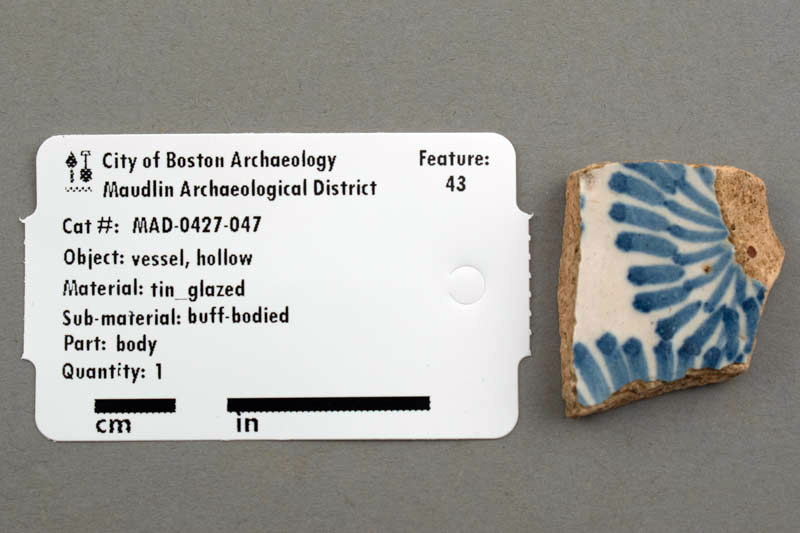 City of Boston Archaeology
Maudlin Archaeological District
Feature:
43
Cat #: MAD-0427-047
Object: vessel, hollow
Material: tin_glazed
Sub-material: buff-bodied
Part: body
Quantity: 1
cm
in